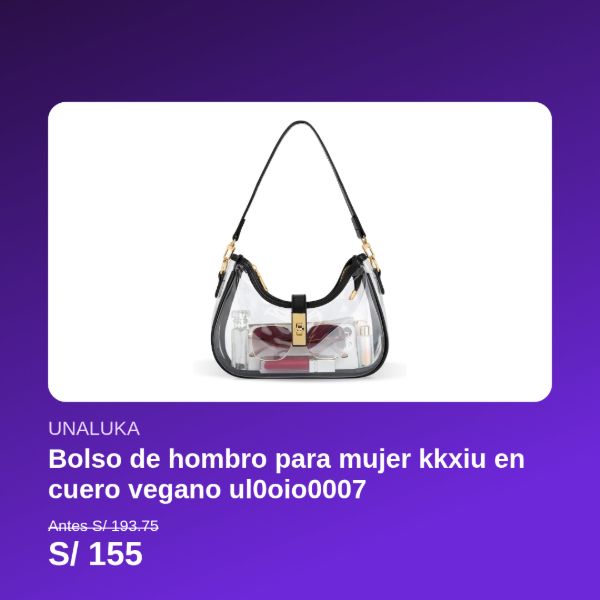 UNALUKA
Bolso de hombro para mujer kkxiu en
cuero vegano ul0oio0007
Antes S/ 193.75
S/ 155